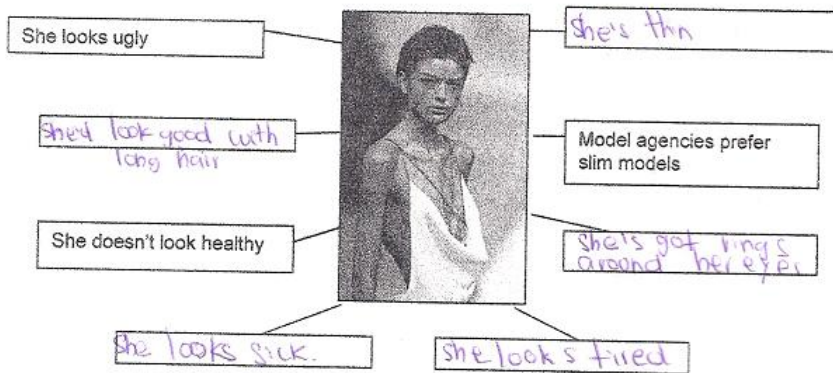 She looks ugly
she's thin
she'd look good with
long hair
Model agencies prefer
slim models
She doesn't look healthy
she's got rings
around her eyes
she looks sick.
she looks tired